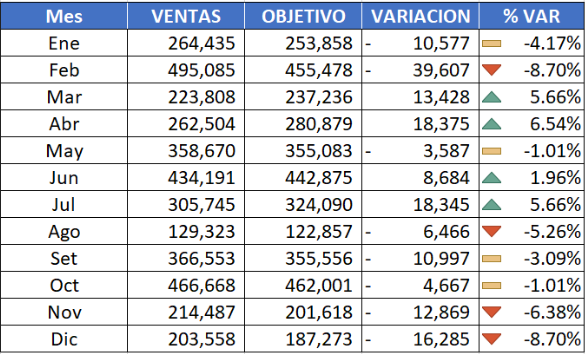 Mes VENTAS OBJETIVO VARIACION % VAR
Ene 264,435 253,858 - 10,577 -4.17%
Feb 495,085 455,478 - 39,607 -8.70%
Mar 223,808 237,236 13,428 5.66%
Abr 262,504 280,879 18,375 6.54%
May 358,670 355,083 - 3,587 -1.01%
Jun 434,191 442,875 8,684 1.96%
Jul 305,745 324,090 18,345 5.66%
Ago 129,323 122,857 - 6,466 -5.26%
Set 366,553 355,556 - 10,997 -3.09%
Oct 466,668 462,001 - 4,667 -1.01%
Nov 214,487 201,618 - 12,869 -6.38%
Dic 203,558 187,273 - 16,285 -8.70%